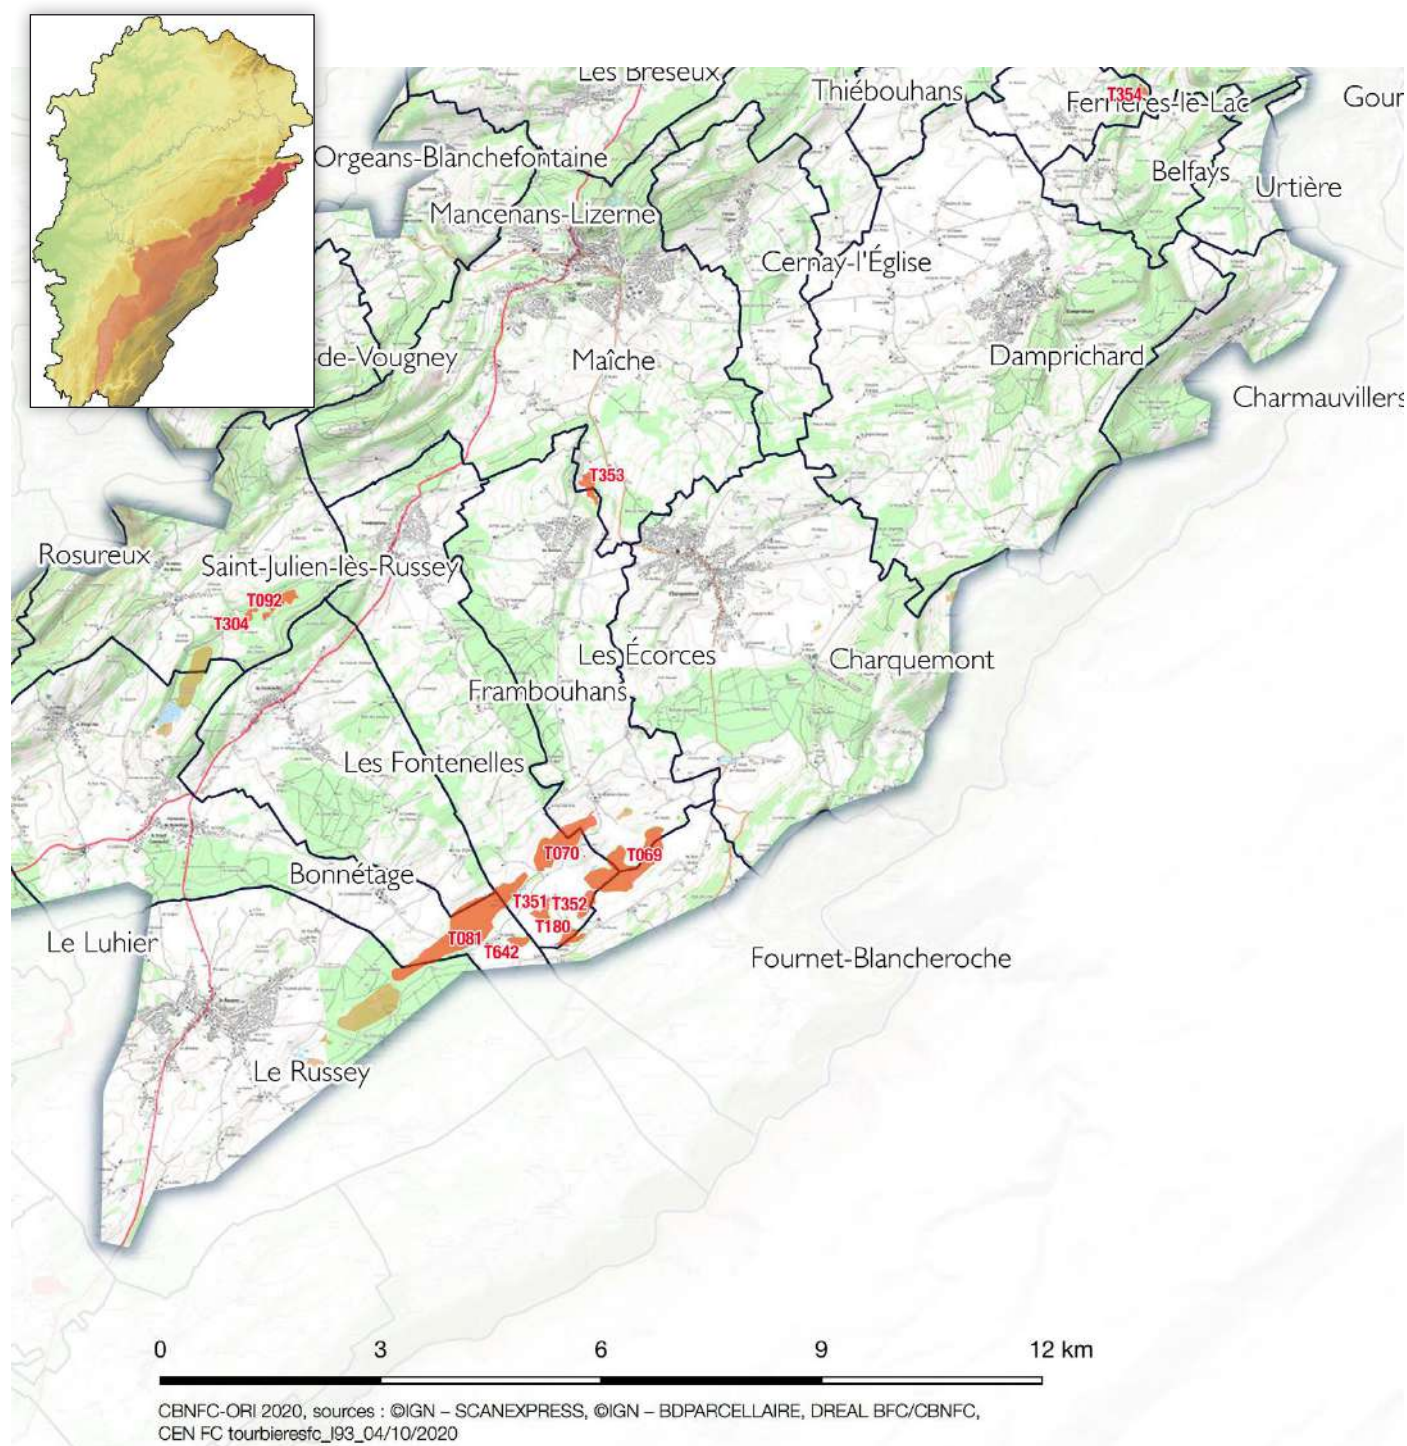 Les Bréseux
Thiébouhans
T354
Ferrières-le-Lac
Gour
Orgeans-Blanchefontaine
Belfays
Urtière
Mancenans-Lizerne
Cernay-l'Église
de-Vougney
Maîche
Damprichard
Charmauvillers
T353
Rosureux
Saint-Julien-lès-Russey
T092
T304
Les Écorces
Charquemont
Frambouhans
Les Fontenelles
T070
T069
Bonnétage
T351
T352
T180
Le Luhier
T081
T642
Fournet-Blancheroche
Le Russey
0 3 6 9 12 km
CBNFC-ORI 2020, sources : ©IGN – SCANEXPRESS, ©IGN – BDPARCELLAIRE, DREAL BFC/CBNFC,
CEN FC tourbieresfc_l93_04/10/2020